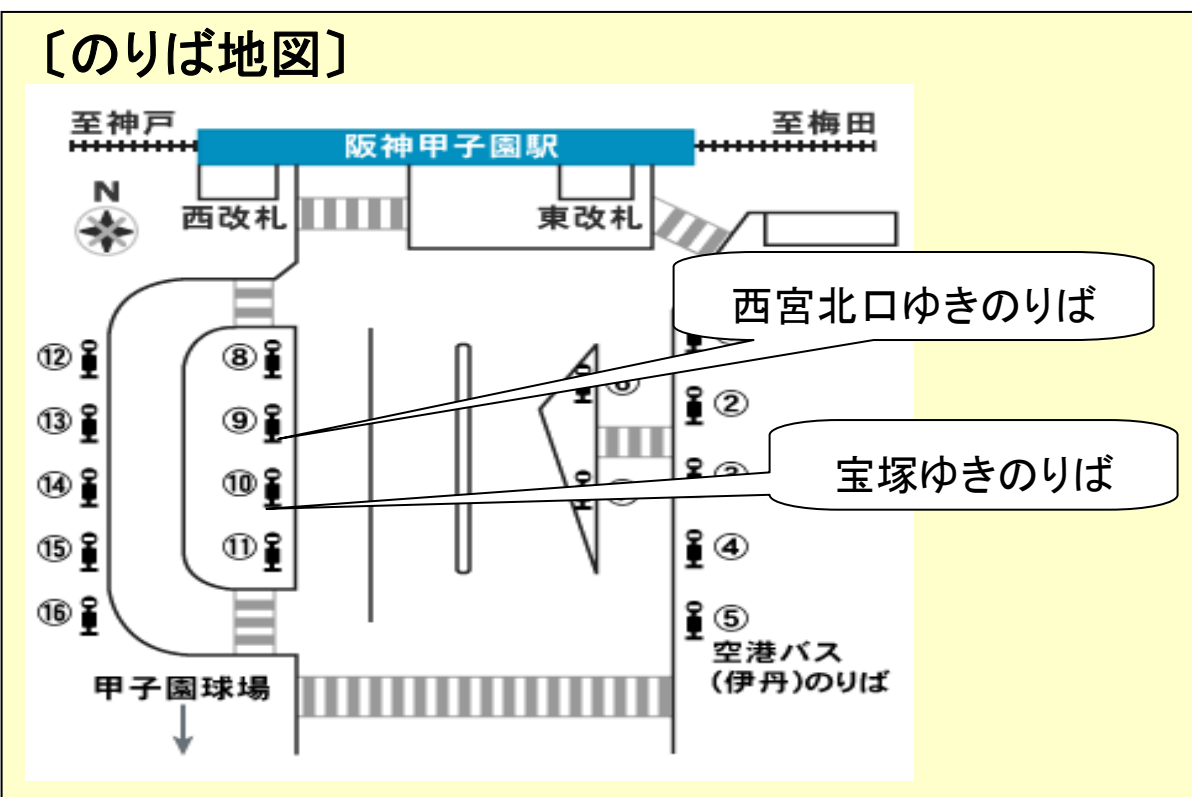 〔のりば地図〕
至神戸
至梅田
阪神甲子園駅
N
西改札
東改札
西宮北口ゆきのりば
⑫
⑧
⑬
⑨
②
⑭
⑩
宝塚ゆきのりば
⑮
⑪
④
⑯
⑤
空港バス
(伊丹)のりば
甲子園球場